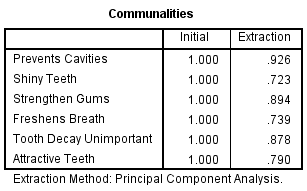 Communalities
Initial Extraction
Prevents Cavities 1.000 .926
Shiny Teeth 1.000 .723
Strengthen Gums 1.000 .894
Freshens Breath 1.000 .739
Tooth Decay Unimportant 1.000 .878
Attractive Teeth 1.000 .790
Extraction Method: Principal Component Analysis.